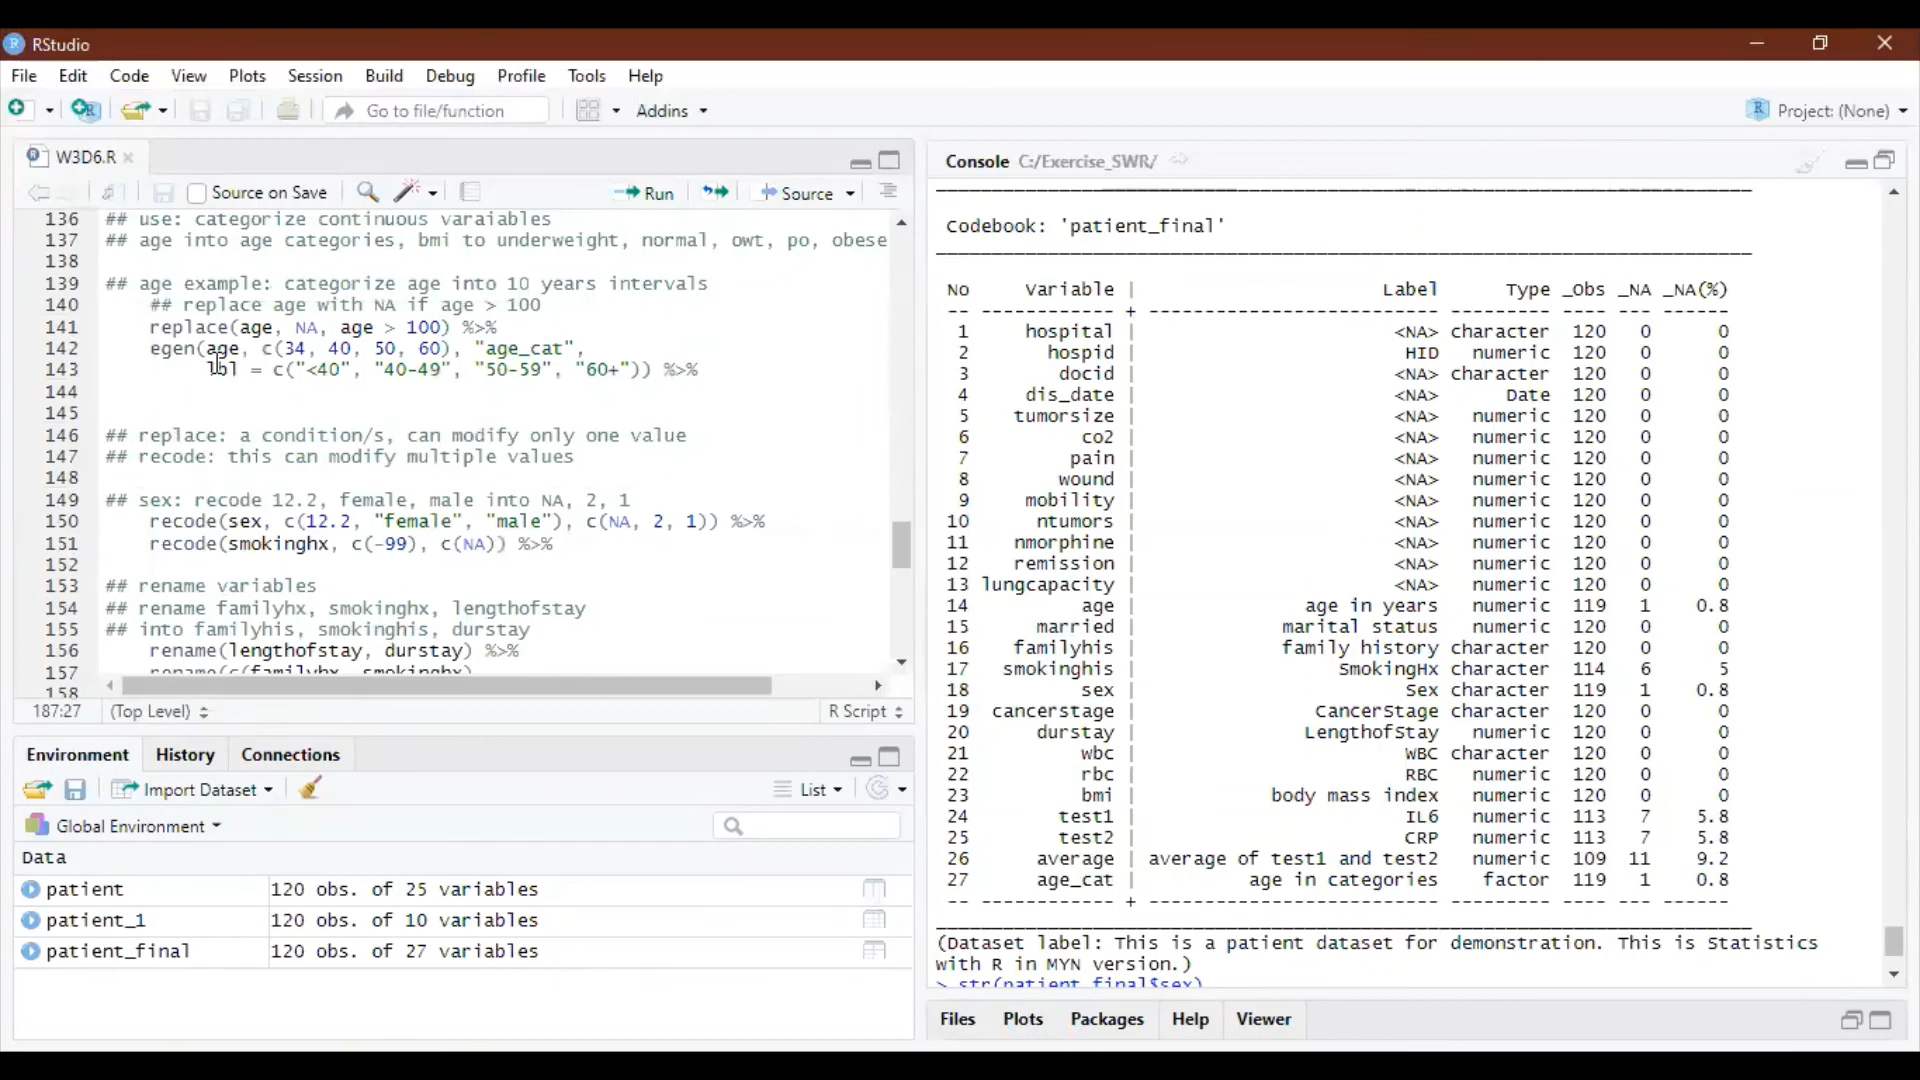 RStudio
File Edit Code View Plots Session Build Debug Profile Tools Help
Go to file/function Addins Project: (None)
W3D6.R
Source on Save Run Source
136 ## use: categorize continuous varaiables
137 ## age into age categories, bmi to underweight, normal, owt, po, obese
138
139 ## age example: categorize age into 10 years intervals
140 ## replace age with NA if age > 100
141 replace(age, NA, age > 100) %>%
142 egen(age, c(34, 40, 50, 60), "age_cat",
143 lbl = c("<40", "40-49", "50-59", "60+")) %>%
144
145
146 ## replace: a condition/s, can modify only one value
147 ## recode: this can modify multiple values
148
149 ## sex: recode 12.2, female, male into NA, 2, 1
150 recode(sex, c(12.2, "female", "male"), c(NA, 2, 1)) %>%
151 recode(smokinghx, c(-99), c(NA)) %>%
152
153 ## rename variables
154 ## rename familyhx, smokinghx, lengthofstay
155 ## into familyhis, smokinghis, durstay
156 rename(lengthofstay, durstay) %>%
157 rename(c(familyhx, smokinghx)
158
187:27 (Top Level) R Script
Environment History Connections
Import Dataset List
Global Environment
Data
patient 120 obs. of 25 variables
patient_1 120 obs. of 10 variables
patient_final 120 obs. of 27 variables
Console C:/Exercise_SWR/
Codebook: 'patient_final'
No Variable | Label Type _Obs _NA _NA(%)
-- ------------ + -------------------------- --------- ---- --- ------
1 hospital | <NA> character 120 0 0
2 hospid | HID numeric 120 0 0
3 docid | <NA> character 120 0 0
4 dis_date | <NA> Date 120 0 0
5 tumorsize | <NA> numeric 120 0 0
6 co2 | <NA> numeric 120 0 0
7 pain | <NA> numeric 120 0 0
8 wound | <NA> numeric 120 0 0
9 mobility | <NA> numeric 120 0 0
10 ntumors | <NA> numeric 120 0 0
11 nmorphine | <NA> numeric 120 0 0
12 remission | <NA> numeric 120 0 0
13 lungcapacity | <NA> numeric 120 0 0
14 age | age in years numeric 119 1 0.8
15 married | marital status numeric 120 0 0
16 familyhis | family history character 120 0 0
17 smokinghis | SmokingHx character 114 6 5
18 sex | Sex character 119 1 0.8
19 cancerstage | CancerStage character 120 0 0
20 durstay | LengthofStay numeric 120 0 0
21 wbc | WBC character 120 0 0
22 rbc | RBC numeric 120 0 0
23 bmi | body mass index numeric 120 0 0
24 test1 | IL6 numeric 113 7 5.8
25 test2 | CRP numeric 113 7 5.8
26 average | average of test1 and test2 numeric 109 11 9.2
27 age_cat | age in categories factor 119 1 0.8
-- ------------ + -------------------------- --------- ---- --- ------
(Dataset label: This is a patient dataset for demonstration. This is Statistics
with R in MYN version.)
> str(patient_final$sex)
Files Plots Packages Help Viewer